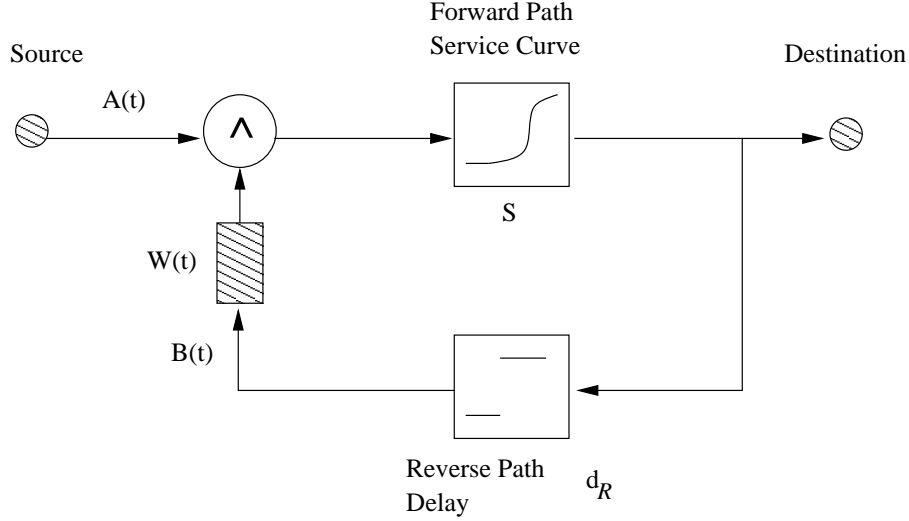 Forward Path
Service Curve
Source
Destination
A(t)
^
S
W(t)
B(t)
Reverse Path
Delay
d_R